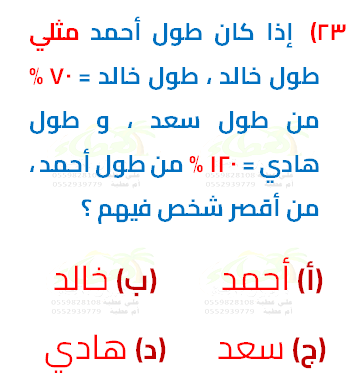 ٢٣) إذا كان طول أحمد مثلي
طول خالد ، طول خالد = ٧٠ %
من طول سعد ، و طول
هادي = ١٢٠ % من طول أحمد ،
من أقصر شخص فيهم ؟
(أ) أحمد (ب) خالد
(ج) سعد (د) هادي